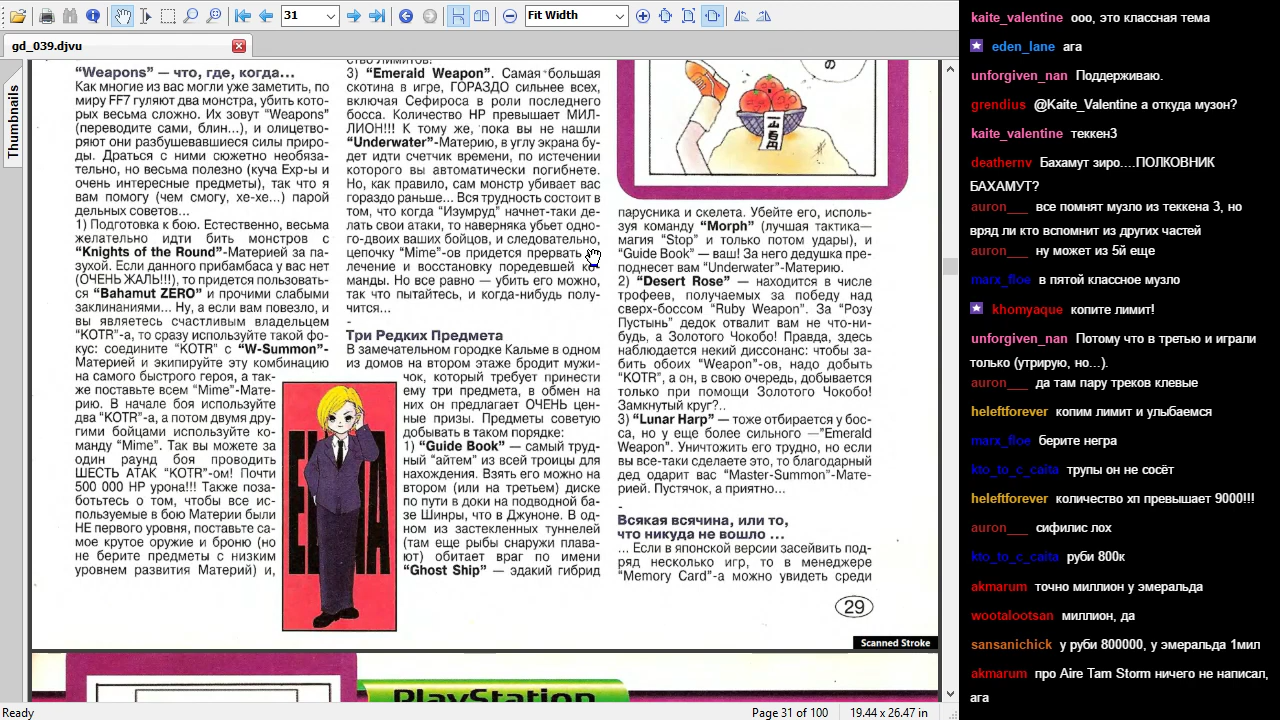 31
Fit Width
gd_039.djvu
Thumbnails
"Weapons" — что, где, когда...
Как многие из вас могли уже заметить, по
миру FF7 гуляют два монстра, убить кото-
рых весьма сложно. Их зовут "Weapons"
(переводите сами, блин...), и олицетво-
ряют они разбушевавшиеся силы приро-
ды. Драться с ними сюжетно необяза-
тельно, но весьма полезно (куча Exp-ы и
очень интересные предметы), так что я
вам помогу (чем смогу, хе-хе...) парой
дельных советов...
1) Подготовка к бою. Естественно, весьма
желательно идти бить монстров с
"Knights of the Round"-Материей за па-
зухой. Если данного прибамбаса у вас нет
(ОЧЕНЬ ЖАЛЬ!!!), то придется пользовать-
ся "Bahamut ZERO" и прочими слабыми
заклинаниями... Ну, а если вам повезло, и
вы являетесь счастливым владельцем
"KOTR"-а, то сразу используйте такой фо-
кус: соедините "KOTR" с "W-Summon"-
Материей и экипируйте эту комбинацию
на самого быстрого героя, а так-
же поставьте всем "Mime"-Мате-
рию. В начале боя используйте
два "KOTR"-а, а потом двумя дру-
гими бойцами используйте ко-
манду "Mime". Так вы можете за
один раунд боя проводить
ШЕСТЬ АТАК "KOTR"-ом! Почти
500 000 HP урона!!! Также поза-
ботьтесь о том, чтобы все ис-
пользуемые в бою Материи были
НЕ первого уровня, поставьте са-
мое крутое оружие и броню (но
не берите предметы с низким
уровнем развития Материй) и,
ство Лимитов!
3) "Emerald Weapon". Самая большая
скотина в игре, ГОРАЗДО сильнее всех,
включая Сефироса в роли последнего
босса. Количество HP превышает МИЛ-
ЛИОН!!! К тому же, пока вы не нашли
"Underwater"-Материю, в углу экрана бу-
дет идти счетчик времени, по истечении
которого вы автоматически погибнете.
Но, как правило, сам монстр убивает вас
гораздо раньше... Вся трудность состоит в
том, что когда "Изумруд" начнет-таки де-
лать свои атаки, то наверняка убьет одно-
го-двоих ваших бойцов, и следовательно,
цепочку "Mime"-ов придется прервать
лечение и восстановку поредевшей ко-
манды. Но все равно — убить его можно,
так что пытайтесь, и когда-нибудь полу-
чится...
-
Три Редких Предмета
В замечательном городке Кальме в одном
из домов на втором этаже бродит мужи-
чок, который требует принести
ему три предмета, в обмен на
них он предлагает ОЧЕНЬ цен-
ные призы. Предметы советую
добывать в таком порядке:
1) "Guide Book" — самый труд-
ный "айтем" из всей троицы для
нахождения. Взять его можно на
втором (или на третьем) диске
по пути в доки на подводной ба-
зе Шинры, что в Джуноне. В од-
ном из застекленных туннелей
(там еще рыбы снаружи плава-
ют) обитает враг по имени
"Ghost Ship" — эдакий гибрид
парусника и скелета. Убейте его, исполь-
зуя команду "Morph" (лучшая тактика—
магия "Stop" и только потом удары), и
"Guide Book" — ваш! За него дедушка пре-
поднесет вам "Underwater"-Материю.
2) "Desert Rose" — находится в числе
трофеев, получаемых за победу над
сверх-боссом "Ruby Weapon". За "Розу
Пустынь" дедок отвалит вам не что-ни-
будь, а Золотого Чокобо! Правда, здесь
наблюдается некий диссонанс: чтобы за-
бить обоих "Weapon"-ов, надо добыть
"KOTR", а он, в свою очередь, добывается
только при помощи Золотого Чокобо!
Замкнутый круг?..
3) "Lunar Harp" — тоже отбирается у бос-
са, но у еще более сильного —"Emerald
Weapon". Уничтожить его трудно, но если
вы все-таки сделаете это, то благодарный
дед одарит вас "Master-Summon"-Мате-
рией. Пустячок, а приятно...
-
Всякая всячина, или то,
что никуда не вошло ...
... Если в японской версии засейвить под-
ряд несколько игр, то в менеджере
"Memory Card"-а можно увидеть среди
29
Scanned Stroke
PlayStation
Ready
Page 31 of 100
19.44 x 26.47 in
kaite_valentine ооо, это классная тема
eden_lane ага
unforgiven_nan Поддерживаю.
grendius @Kaite_Valentine а откуда музон?
kaite_valentine теккен3
deathernv Бахамут зиро....ПОЛКОВНИК
БАХАМУТ?
auron___ все помнят музло из теккена 3, но
вряд ли кто вспомнит из других частей
auron___ ну может из 5й еще
marx_floe в пятой классное музло
khomyaque копите лимит!
unforgiven_nan Потому что в третью и играли
только (утрирую, но...).
auron___ да там пару треков клевые
heleftforever копим лимит и улыбаемся
marx_floe берите негра
kto_to_c_caita трупы он не сосёт
heleftforever количество хп превышает 9000!!!
auron___ сифилис лох
kto_to_c_caita руби 800к
akmarum точно миллион у эмеральда
wootalootsan миллион, да
sansanichick у руби 800000, у эмеральда 1мил
akmarum про Aire Tam Storm ничего не написал,
ага